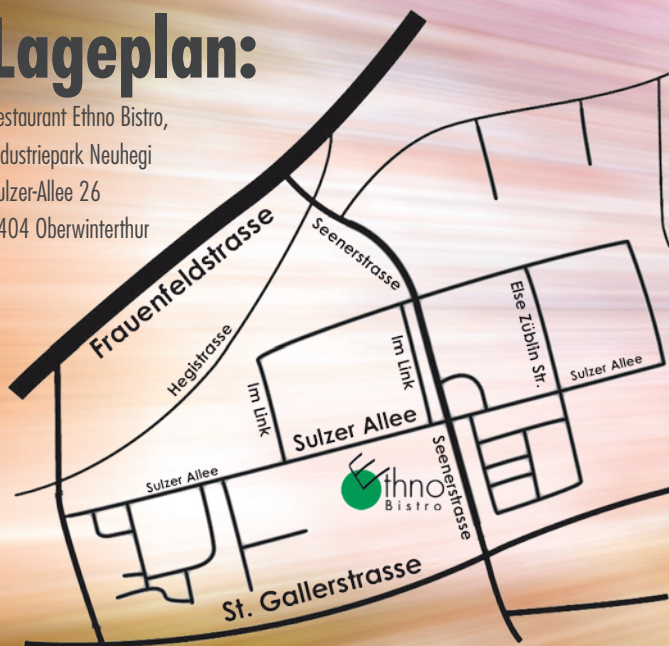 Lageplan:
estaurant Ethno Bistro,
dustriepark Neuhegi
ulzer-Allee 26
404 Oberwinterthur
Frauenfeldstrasse
Seenerstrasse
Hegistrasse
Im Link
Im Link
Else Züblin Str.
Sulzer Allee
Sulzer Allee
Sulzer Allee
Ethno
Bistro
Seenerstrasse
St. Gallerstrasse